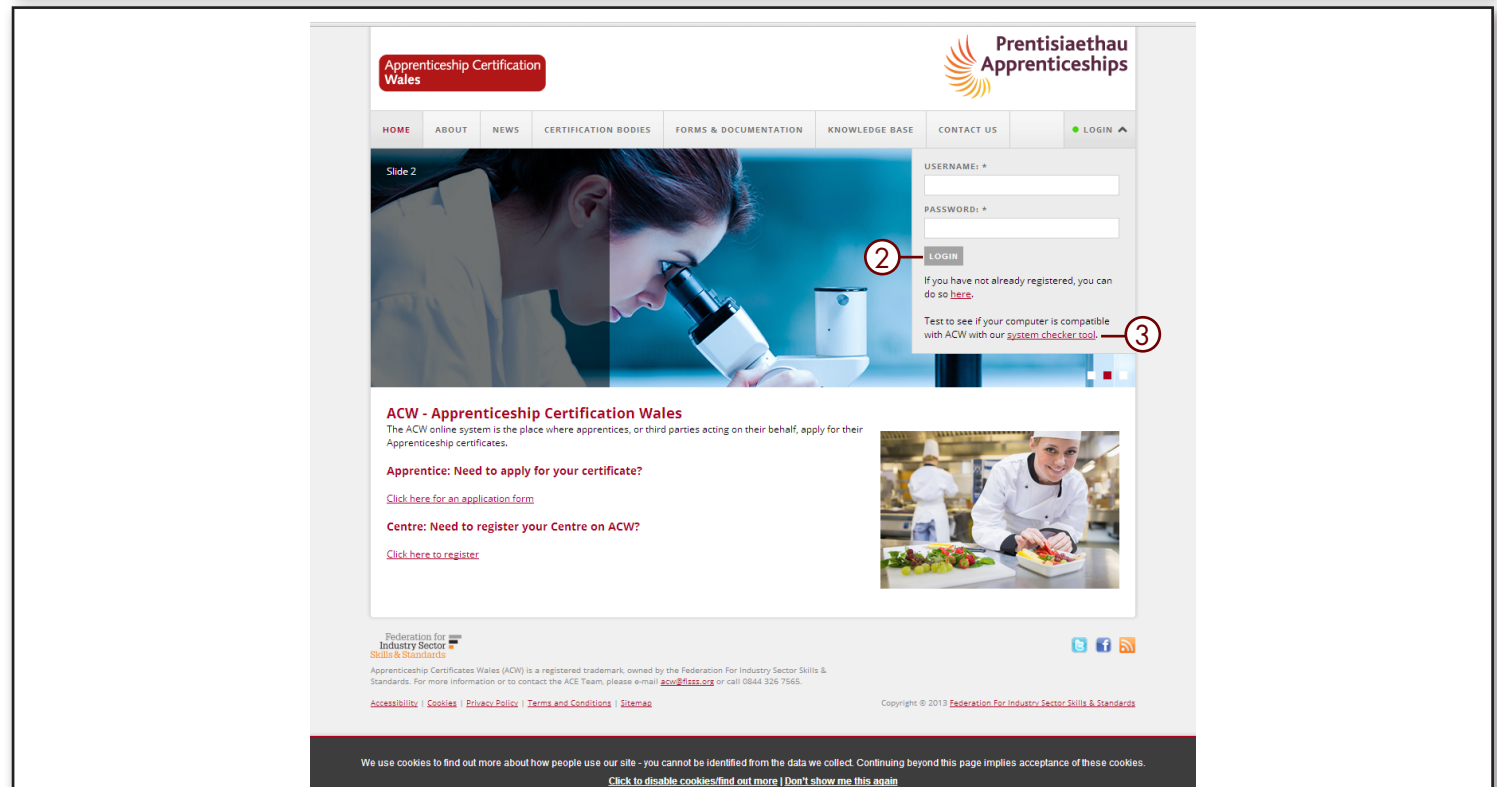 Apprenticeship Certification
Wales
Prentisiaethau
Apprenticeships
HOME ABOUT NEWS CERTIFICATION BODIES FORMS & DOCUMENTATION KNOWLEDGE BASE CONTACT US LOGIN
Slide 2
USERNAME: *
PASSWORD: *
2
LOGIN
If you have not already registered, you can
do so here.
Test to see if your computer is compatible
with ACW with our system checker tool.
3
ACW - Apprenticeship Certification Wales
The ACW online system is the place where apprentices, or third parties acting on their behalf, apply for their
Apprenticeship certificates.
Apprentice: Need to apply for your certificate?
Click here for an application form
Centre: Need to register your Centre on ACW?
Click here to register
Federation for
Industry Sector
Skills & Standards
Apprenticeship Certificates Wales (ACW) is a registered trademark, owned by the Federation For Industry Sector Skills &
Standards. For more information or to contact the ACE Team, please e-mail acw@fisss.org or call 0844 326 7565.
Accessibility | Cookies | Privacy Policy | Terms and Conditions | Sitemap
Copyright © 2013 Federation For Industry Sector Skills & Standards
We use cookies to find out more about how people use our site - you cannot be identified from the data we collect. Continuing beyond this page implies acceptance of these cookies.
Click to disable cookies/find out more | Don't show me this again